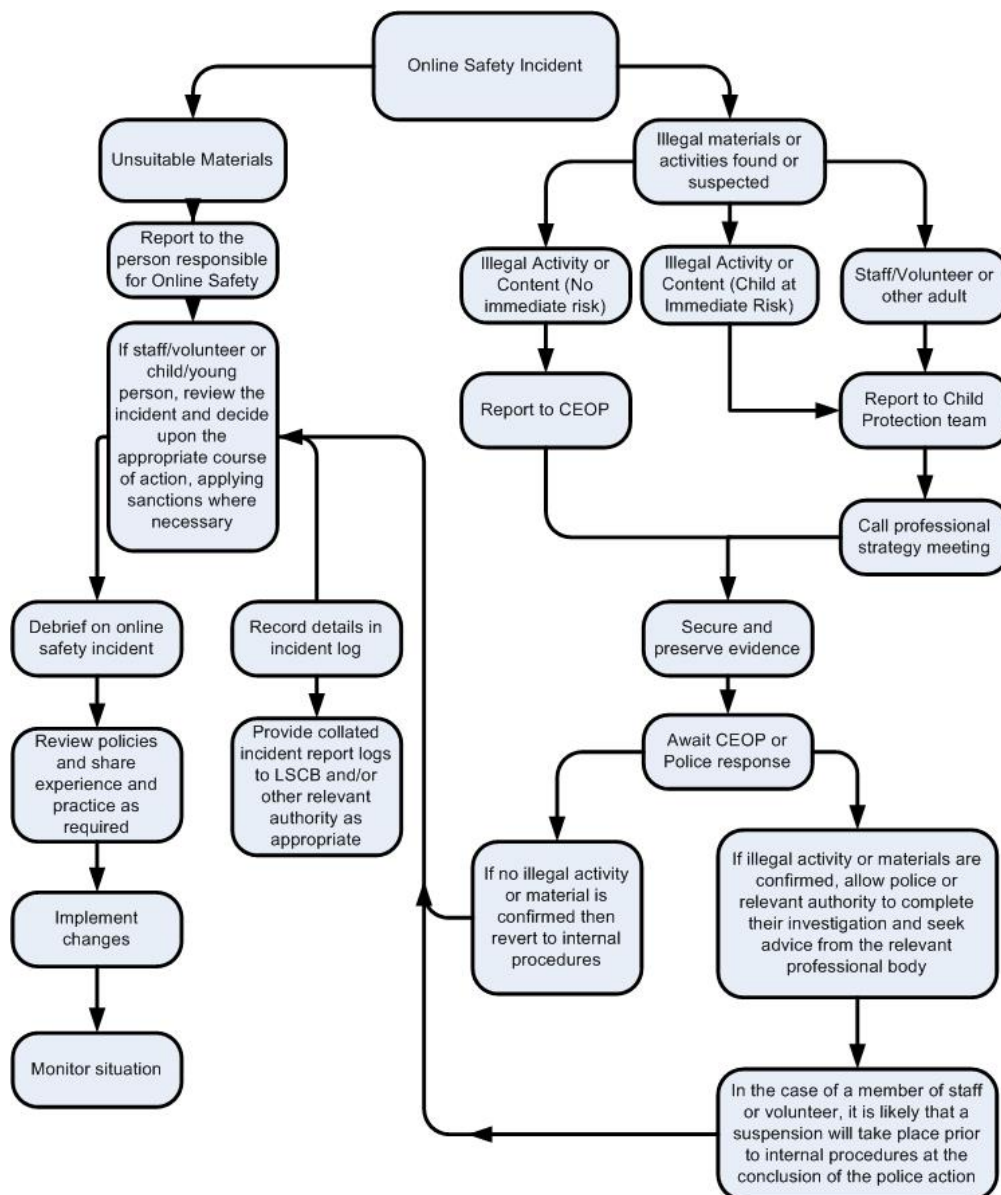 Online Safety Incident
Unsuitable Materials
Report to the
person responsible
for Online Safety
If staff/volunteer or
child/young
person, review the
incident and decide
upon the
appropriate course
of action, applying
sanctions where
necessary
Debrief on online
safety incident
Review policies
and share
experience and
practice as
required
Implement
changes
Monitor situation
Record details in
incident log
Provide collated
incident report logs
to LSCB and/or
other relevant
authority as
appropriate
Illegal materials or
activities found or
suspected
Illegal Activity or
Content (No
immediate risk)
Illegal Activity or
Content (Child at
Immediate Risk)
Staff/Volunteer or
other adult
Report to CEOP
Report to Child
Protection team
Call professional
strategy meeting
Secure and
preserve evidence
Await CEOP or
Police response
If no illegal activity
or material is
confirmed then
revert to internal
procedures
If illegal activity or materials are
confirmed, allow police or
relevant authority to complete
their investigation and seek
advice from the relevant
professional body
In the case of a member of staff
or volunteer, it is likely that a
suspension will take place prior
to internal procedures at the
conclusion of the police action